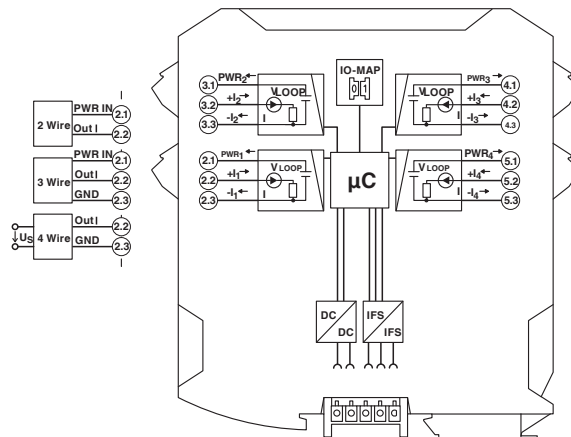 IO-MAP
0 1
3.1 PWR2
3.2 +I2
3.3 -I2
VLOOP
I
PWR3 4.1
+I3 4.2
-I3 4.3
VLOOP
I
2.1 PWR1
2.2 +I1
2.3 -I1
VLOOP
I
PWR4 5.1
+I4 5.2
-I4 5.3
VLOOP
I
µC
2 Wire
PWR IN 2.1
Out I 2.2
3 Wire
PWR IN 2.1
Out I 2.2
GND 2.3
US
4 Wire
Out I 2.2
GND 2.3
DC
DC
IFS
IFS